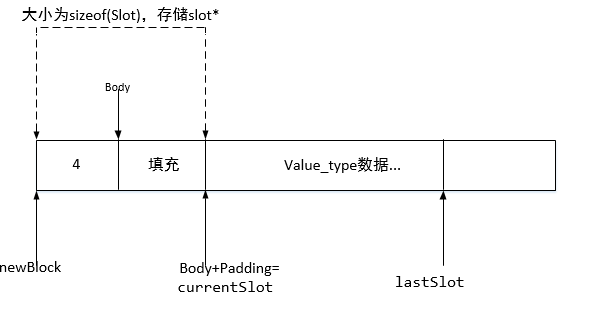 大小为sizeof(Slot)，存储slot*
Body
4
填充
Value_type数据...
newBlock
Body+Padding=
currentSlot
lastSlot